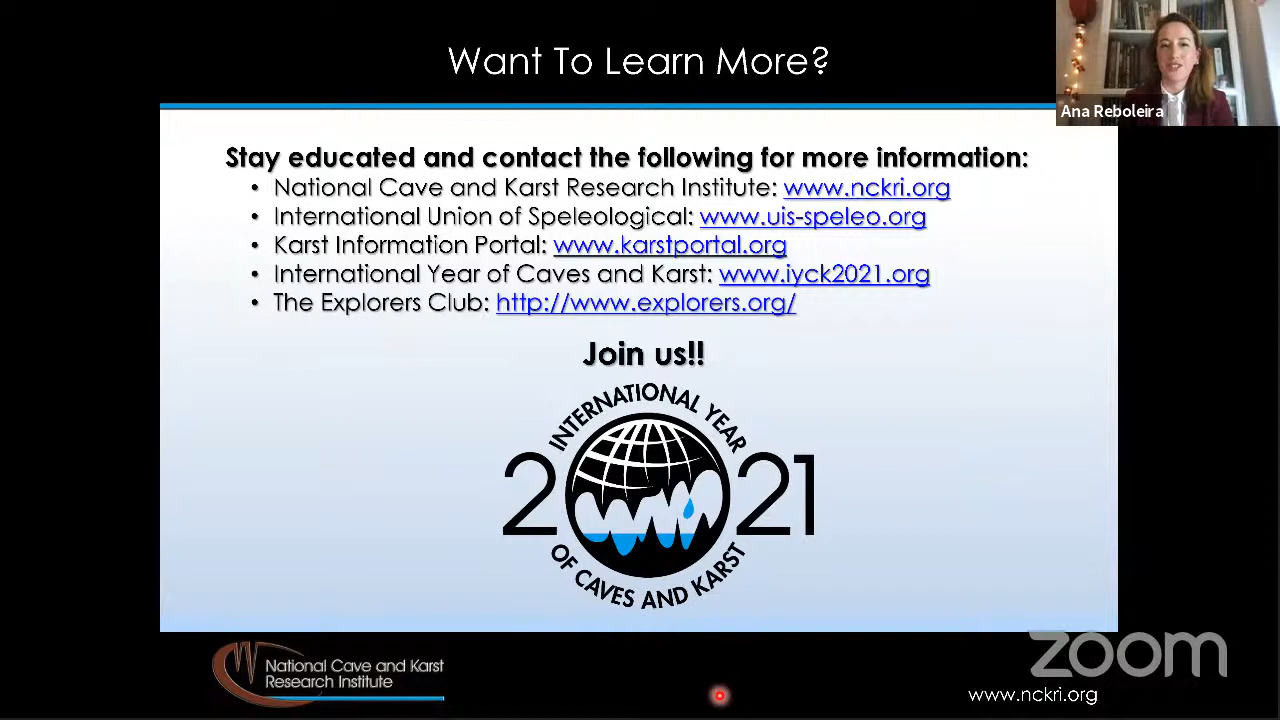 Want To Learn More?
Ana Reboleira
Stay educated and contact the following for more information:
• National Cave and Karst Research Institute: www.nckri.org
• International Union of Speleological: www.uis-speleo.org
• Karst Information Portal: www.karstportal.org
• International Year of Caves and Karst: www.iyck2021.org
• The Explorers Club: http://www.explorers.org/
Join us!!
INTERNATIONAL YEAR
2021
OF CAVES AND KARST
National Cave and Karst
Research Institute
zoom
www.nckri.org